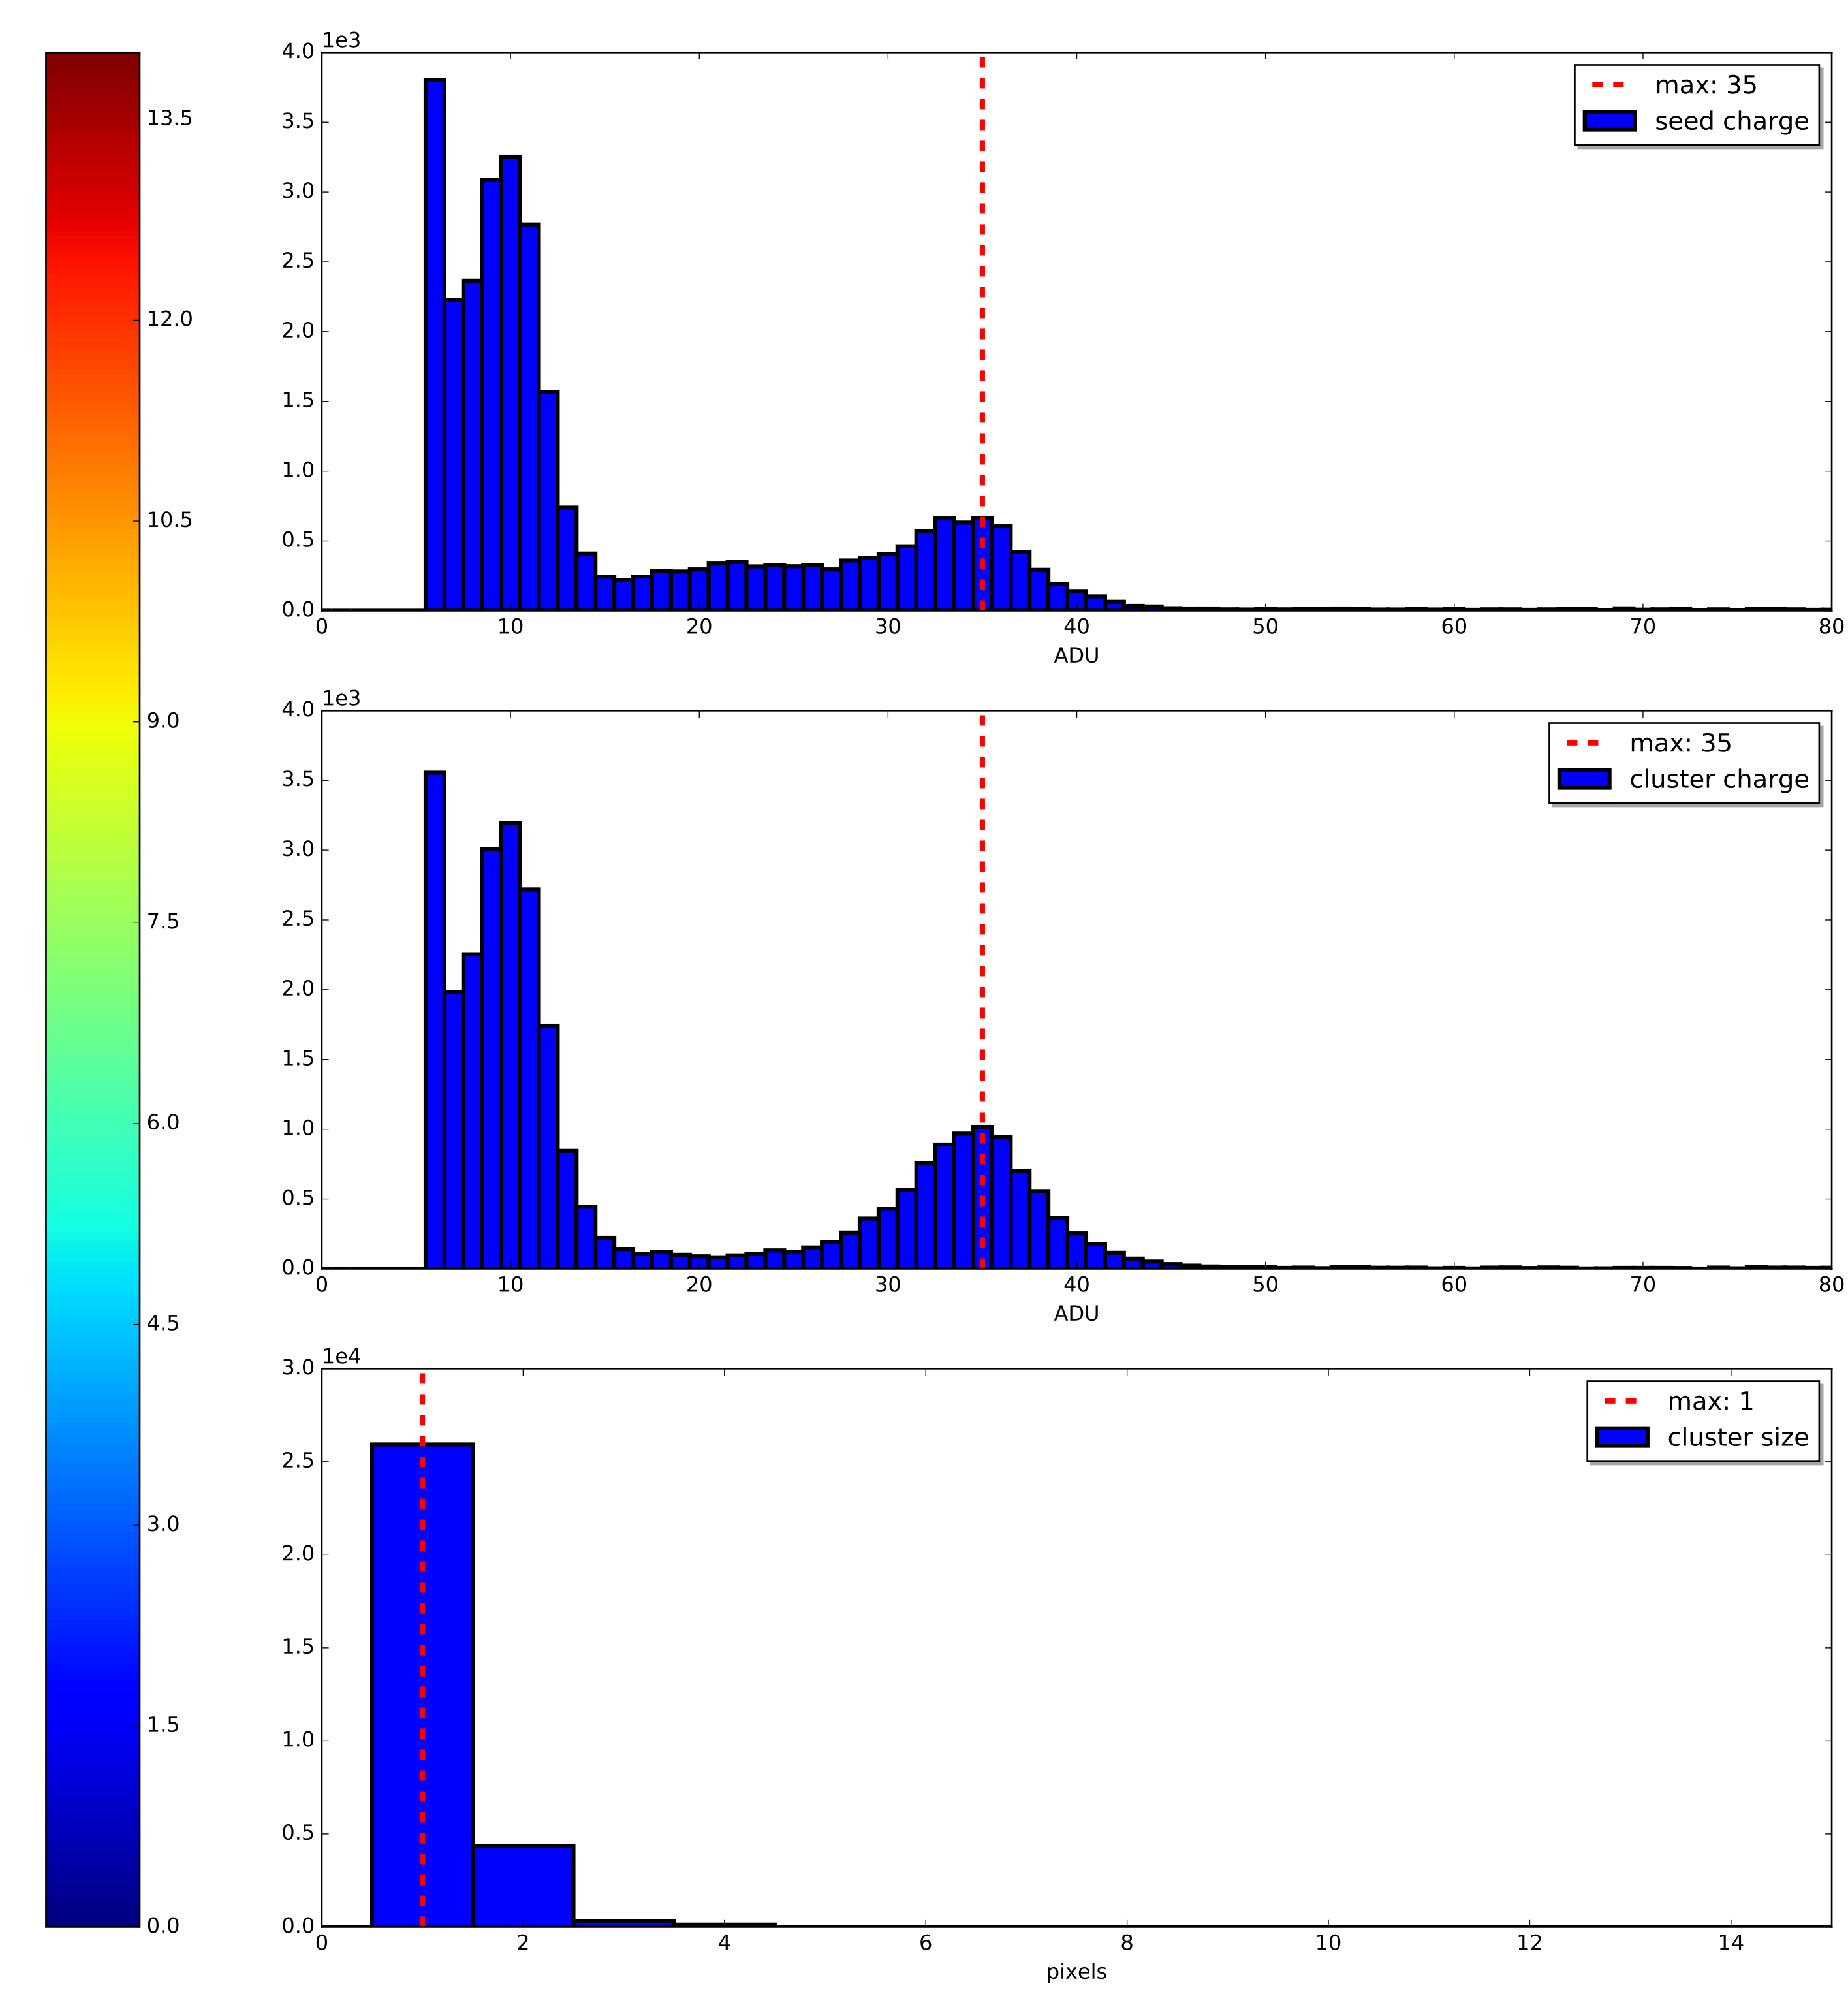 13.5
12.0
10.5
9.0
7.5
6.0
4.5
3.0
1.5
0.0
1e3
4.0
3.5
3.0
2.5
2.0
1.5
1.0
0.5
0.0
0 10 20 30 40 50 60 70 80
ADU
max: 35
seed charge
1e3
4.0
3.5
3.0
2.5
2.0
1.5
1.0
0.5
0.0
0 10 20 30 40 50 60 70 80
ADU
max: 35
cluster charge
1e4
3.0
2.5
2.0
1.5
1.0
0.5
0.0
0 2 4 6 8 10 12 14
pixels
max: 1
cluster size